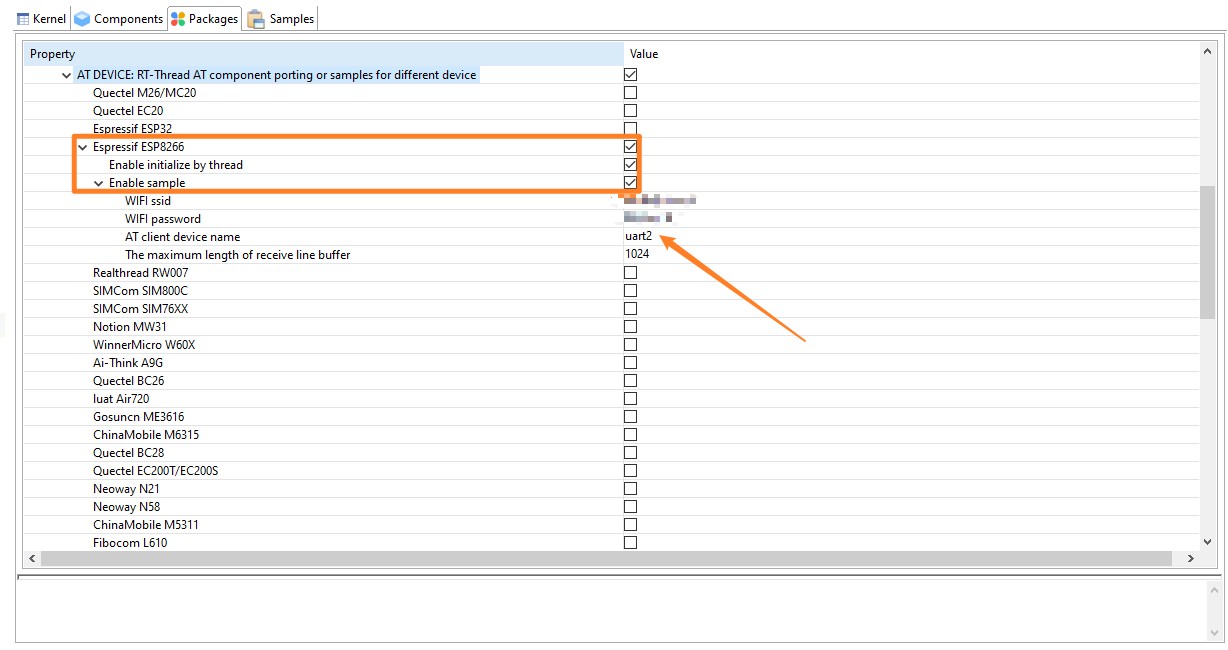 Kernel Components Packages Samples
Property Value
AT DEVICE: RT-Thread AT component porting or samples for different device
Quectel M26/MC20
Quectel EC20
Espressif ESP32
Espressif ESP8266
Enable initialize by thread
Enable sample
WIFI ssid
WIFI password
AT client device name uart2
The maximum length of receive line buffer 1024
Realthread RW007
SIMCom SIM800C
SIMCom SIM76XX
Notion MW31
WinnerMicro W60X
Ai-Think A9G
Quectel BC26
luat Air720
Gosuncn ME3616
ChinaMobile M6315
Quectel BC28
Quectel EC200T/EC200S
Neoway N21
Neoway N58
ChinaMobile M5311
Fibocom L610